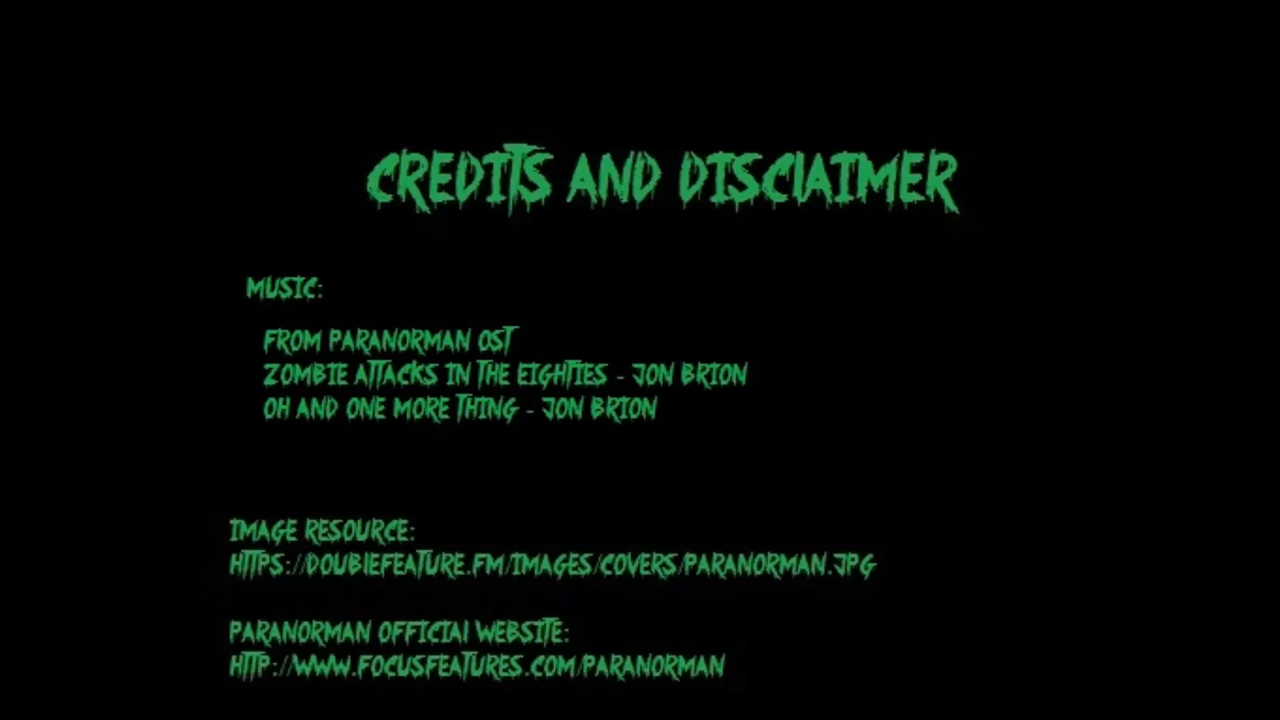 CREDITS AND DISCLAIMER
MUSIC:
FROM PARANORMAN OST
ZOMBIE ATTACKS IN THE EIGHTIES - JON BRION
OH AND ONE MORE THING - JON BRION
IMAGE RESOURCE:
HTTPS://DOUBLEFEATURE.FM/IMAGES/COVERS/PARANORMAN.JPG
PARANORMAN OFFICIAL WEBSITE:
HTTP://WWW.FOCUSFEATURES.COM/PARANORMAN